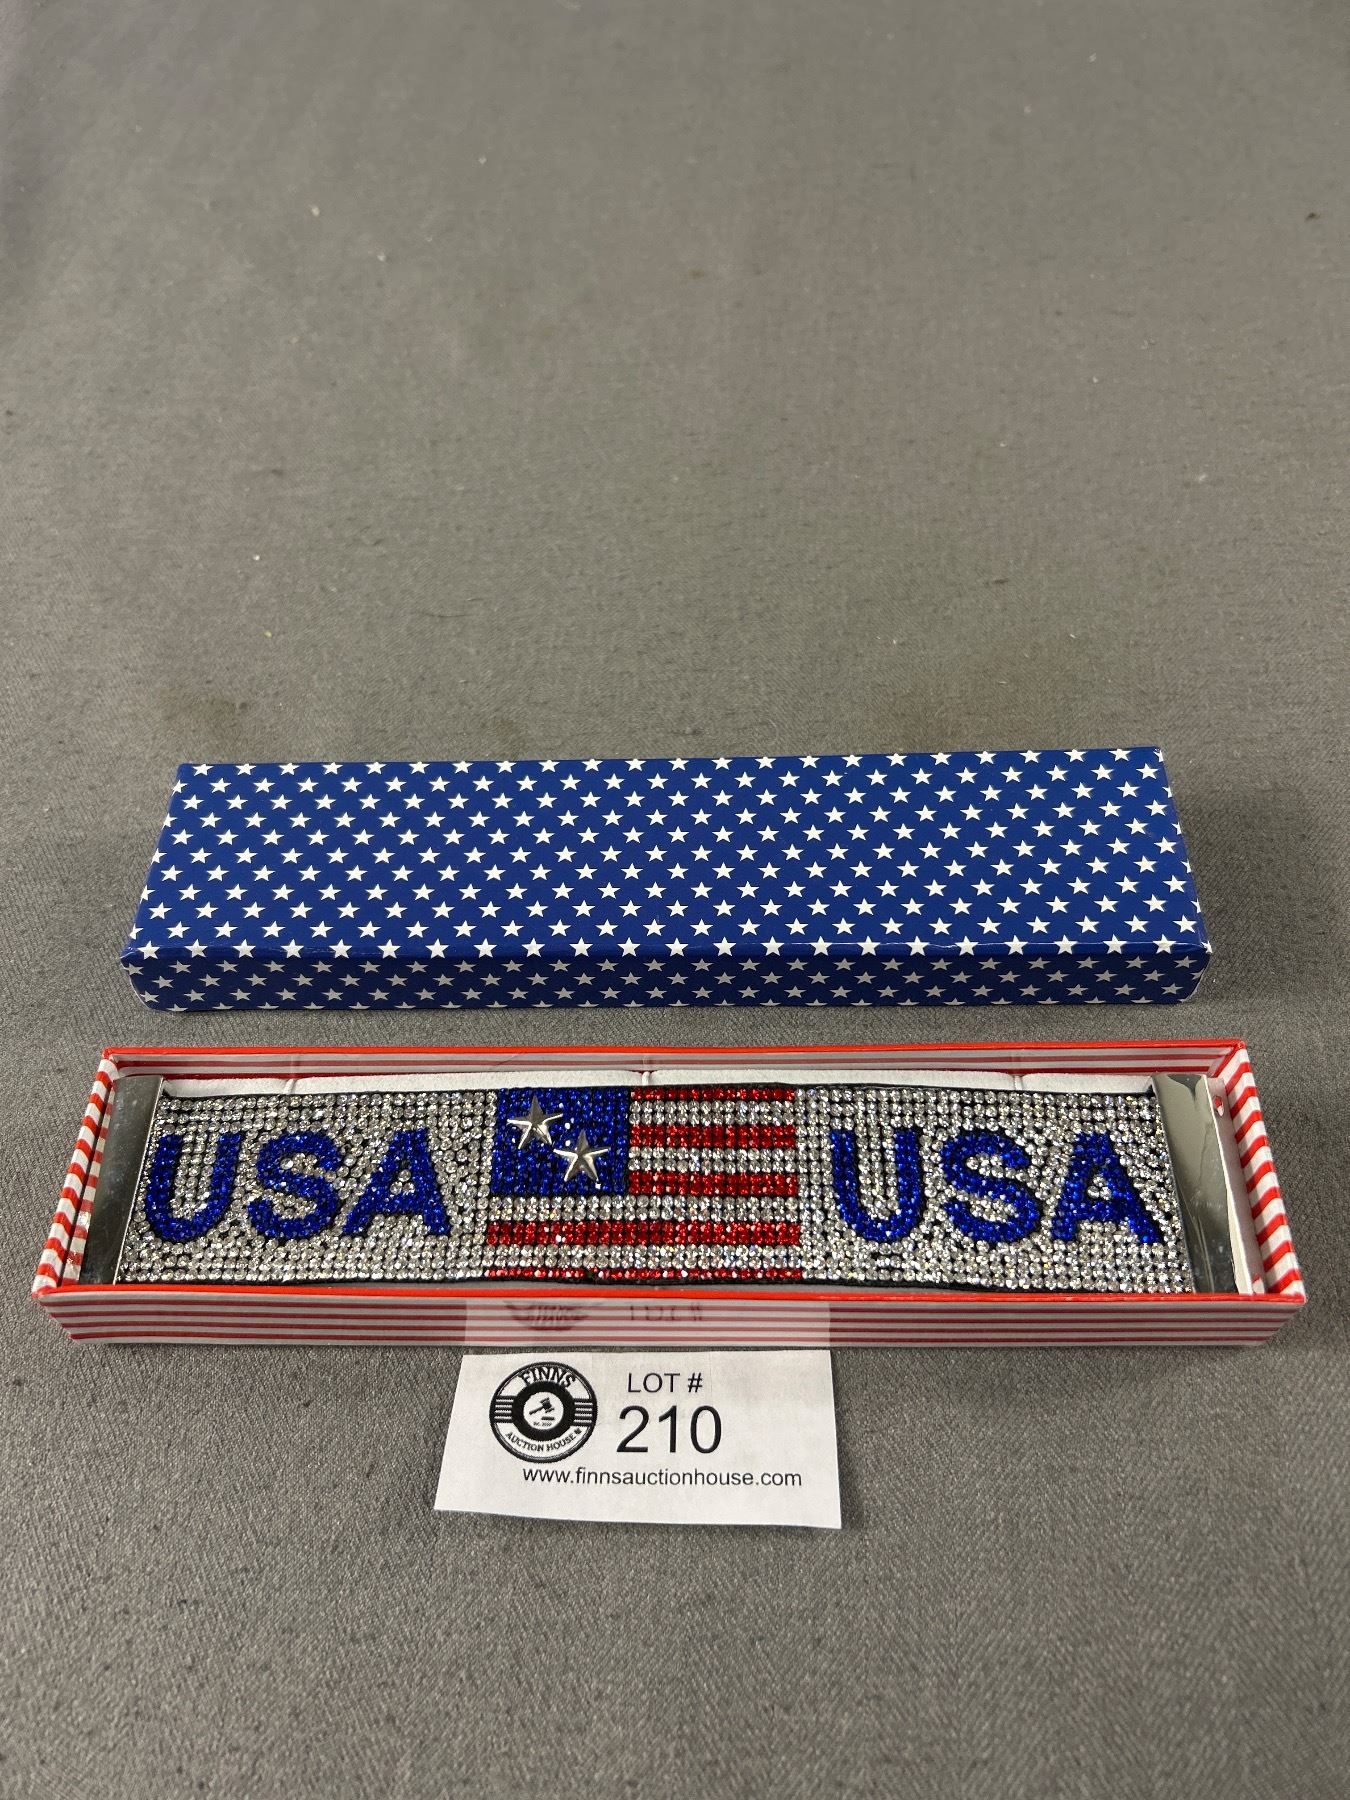 USA USA
FINNS
AUCTION HOUSE
LOT #
210
www.finnsauctionhouse.com